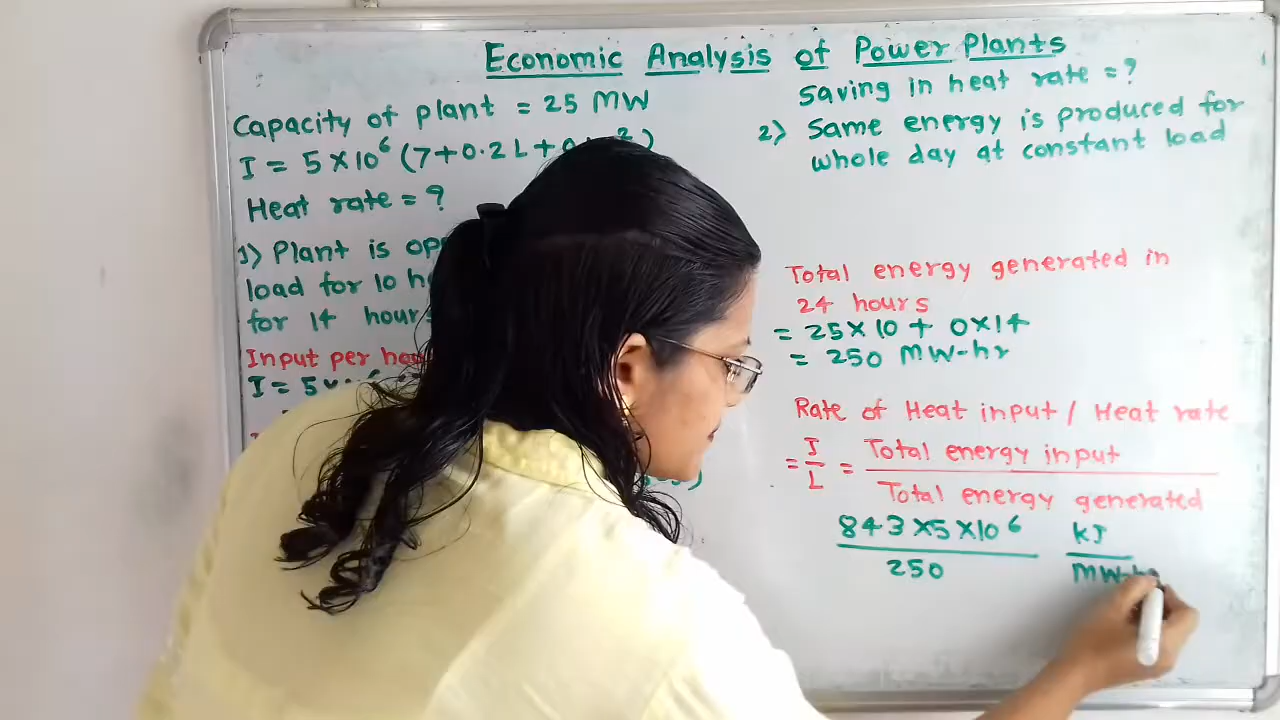 Economic Analysis of Power Plants
Capacity of plant = 25 MW
I = 5 × 10⁶ (7+0.2L+0. ²)
Heat rate = ?
1) Plant is
load for 10
for 14 hour
Input per
I = 5
Saving in heat rate = ?
2) Same energy is produced for
whole day at constant load
Total energy generated in
24 hours
= 25 × 10 + 0×14
= 250 MW-hr
Rate of Heat input / Heat rate
= I/L = Total energy input
Total energy generated
843 ×5 ×10⁶ kJ
250 MW-hr